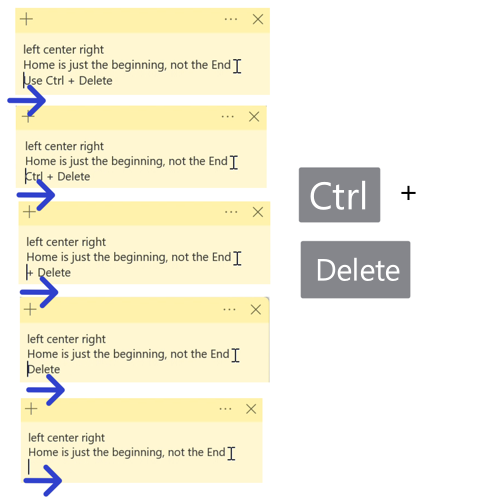 left center right
Home is just the beginning, not the End
Use Ctrl + Delete
left center right
Home is just the beginning, not the End
Ctrl + Delete
left center right
Home is just the beginning, not the End
+ Delete
left center right
Home is just the beginning, not the End
Delete
left center right
Home is just the beginning, not the End
Ctrl +
Delete